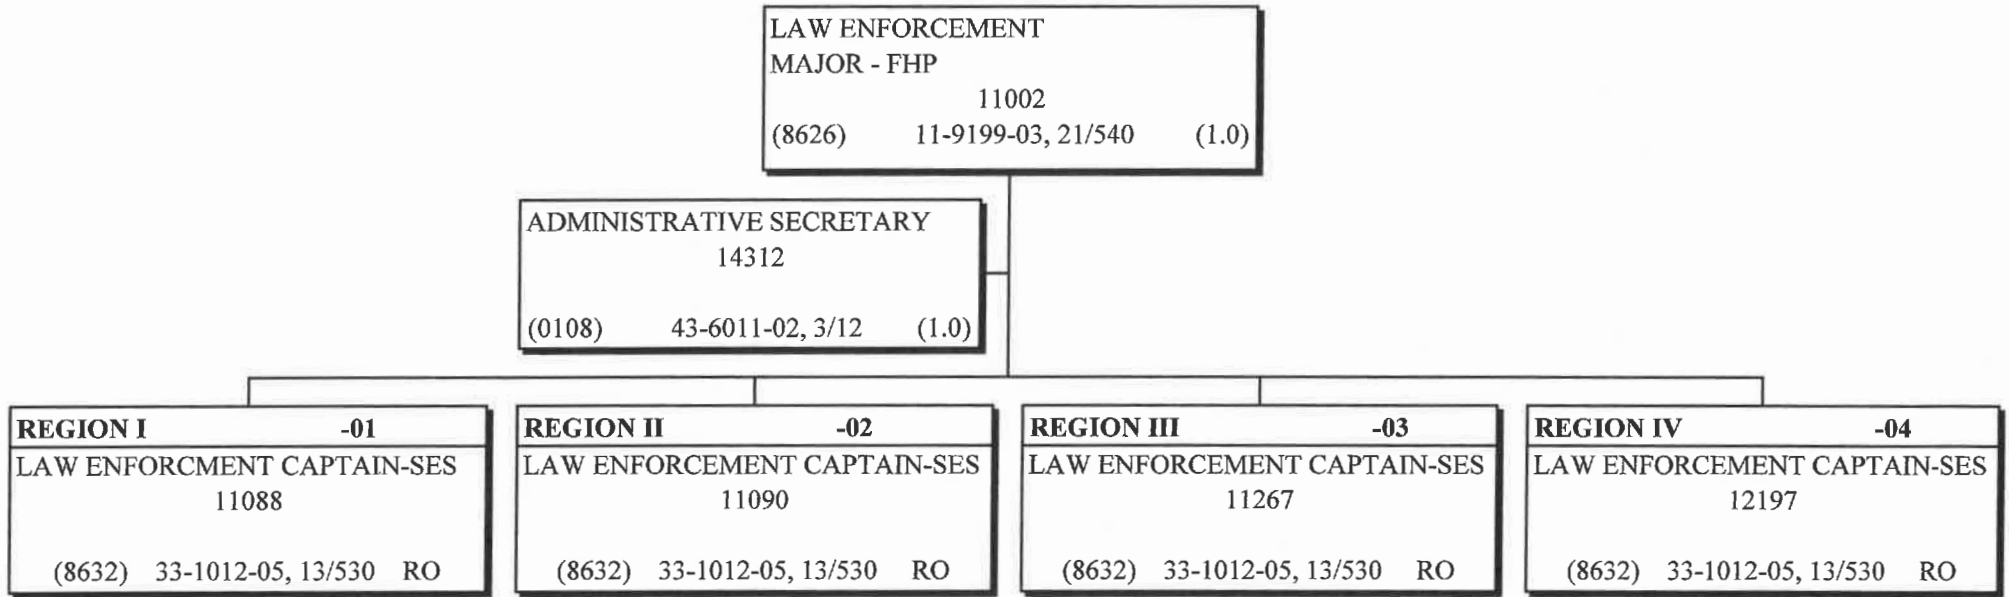 LAW ENFORCEMENT
MAJOR - FHP
11002
(8626) 11-9199-03, 21/540 (1.0)
ADMINISTRATIVE SECRETARY
14312
(0108) 43-6011-02, 3/12 (1.0)
REGION I -01
LAW ENFORCMENT CAPTAIN-SES
11088
(8632) 33-1012-05, 13/530 RO
REGION II -02
LAW ENFORCEMENT CAPTAIN-SES
11090
(8632) 33-1012-05, 13/530 RO
REGION III -03
LAW ENFORCEMENT CAPTAIN-SES
11267
(8632) 33-1012-05, 13/530 RO
REGION IV -04
LAW ENFORCEMENT CAPTAIN-SES
12197
(8632) 33-1012-05, 13/530 RO